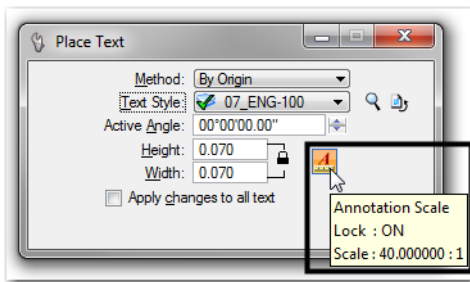 Place Text
Method: By Origin
Text Style: 07_ENG-100
Active Angle: 00°00'00.00"
Height: 0.070
Width: 0.070
Apply changes to all text
A
Annotation Scale
Lock : ON
Scale : 40.000000 : 1